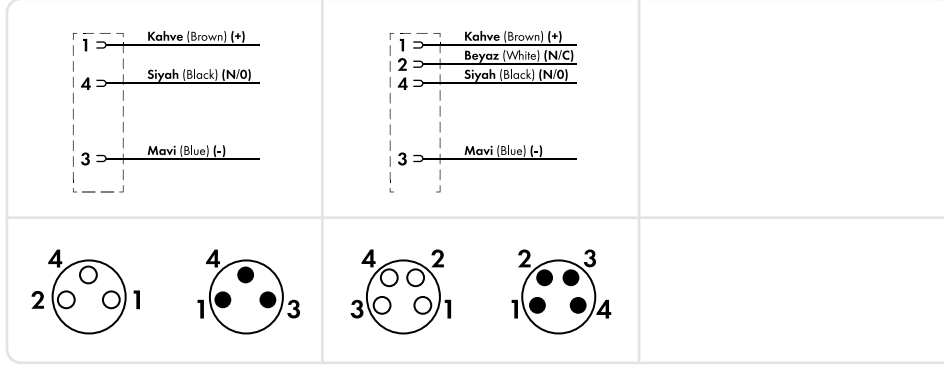 1 Kahve (Brown) (+)
4 Siyah (Black) (N/0)
3 Mavi (Blue) (-)
1 Kahve (Brown) (+)
2 Beyaz (White) (N/C)
4 Siyah (Black) (N/0)
3 Mavi (Blue) (-)
4
2 1
4
1 3
4 2
3 1
2 3
1 4